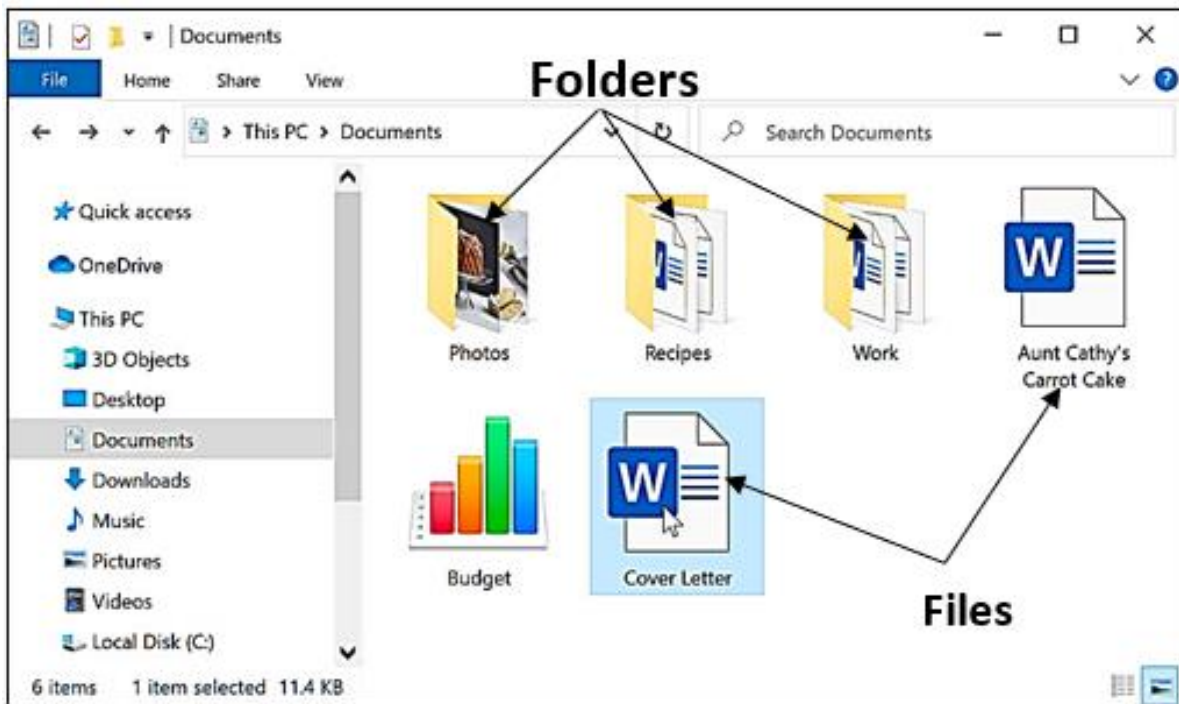 Documents
File Home Share View
Folders
This PC > Documents
Search Documents
Quick access
OneDrive
This PC
3D Objects
Desktop
Documents
Downloads
Music
Pictures
Videos
Local Disk (C:)
Photos
Recipes
Work
Aunt Cathy's
Carrot Cake
Budget
Cover Letter
Files
6 items 1 item selected 11.4 KB